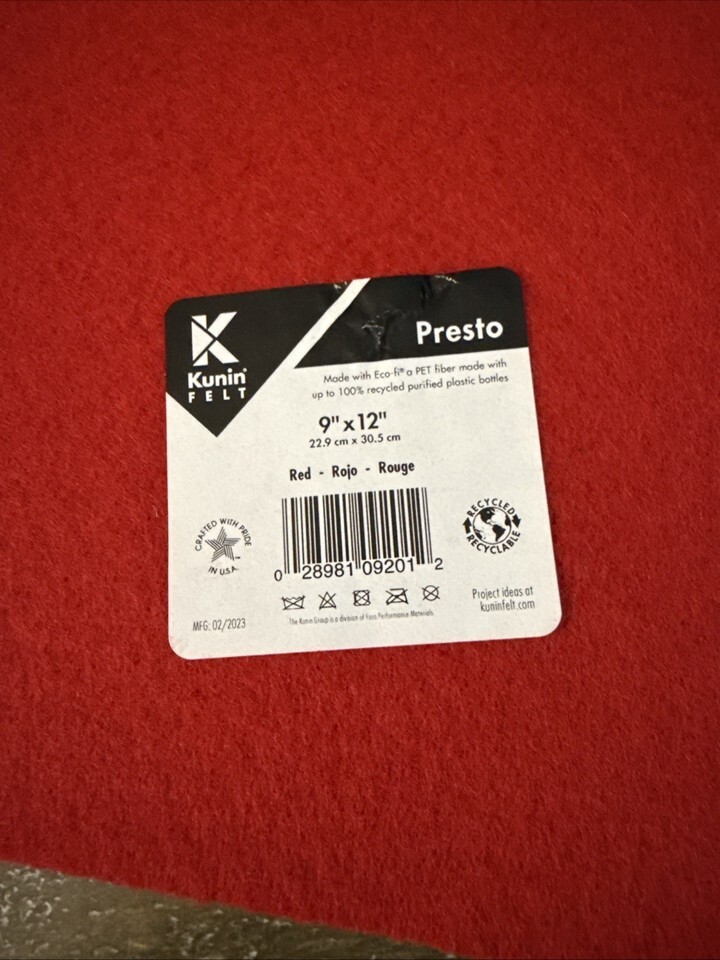 K
Kunin®
FELT
Presto
Made with Eco-fi® a PET fiber made with
up to 100% recycled purified plastic bottles
9" x 12"
22.9 cm x 30.5 cm
Red - Rojo - Rouge
CRAFTED WITH PRIDE
IN U.S.A.
0 28981 09201 2
RECYCLED
RECYCLABLE
Project ideas at
kuninfelt.com
MFG: 02/2023
The Kunin Group is a division of Foss Performance Materials